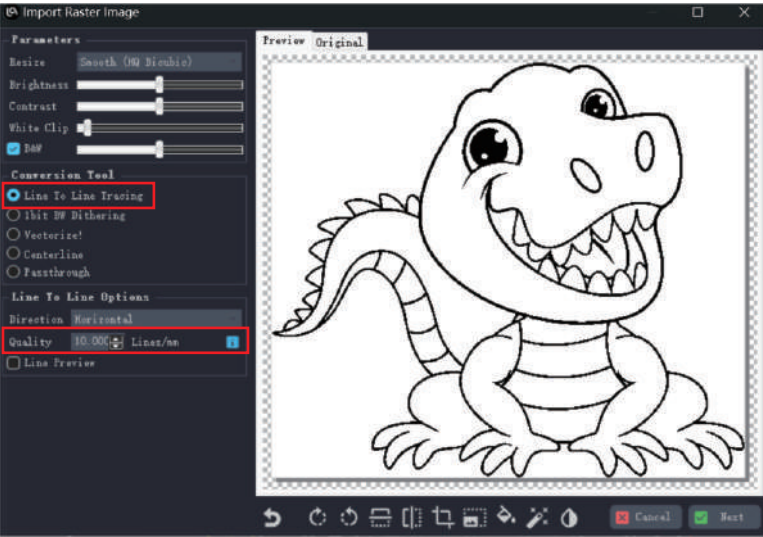 Import Raster Image
Parameters
Resize Smooth (HQ Bicubic)
Brightness
Contrast
White Clip
B&W
Conversion Tool
Line To Line Tracing
1bit BW Dithering
Vectorize!
Centerline
Passthrough
Line To Line Options
Direction Horizontal
Quality 10.000 Lines/mm
Line Preview
Preview Original
Cancel Next